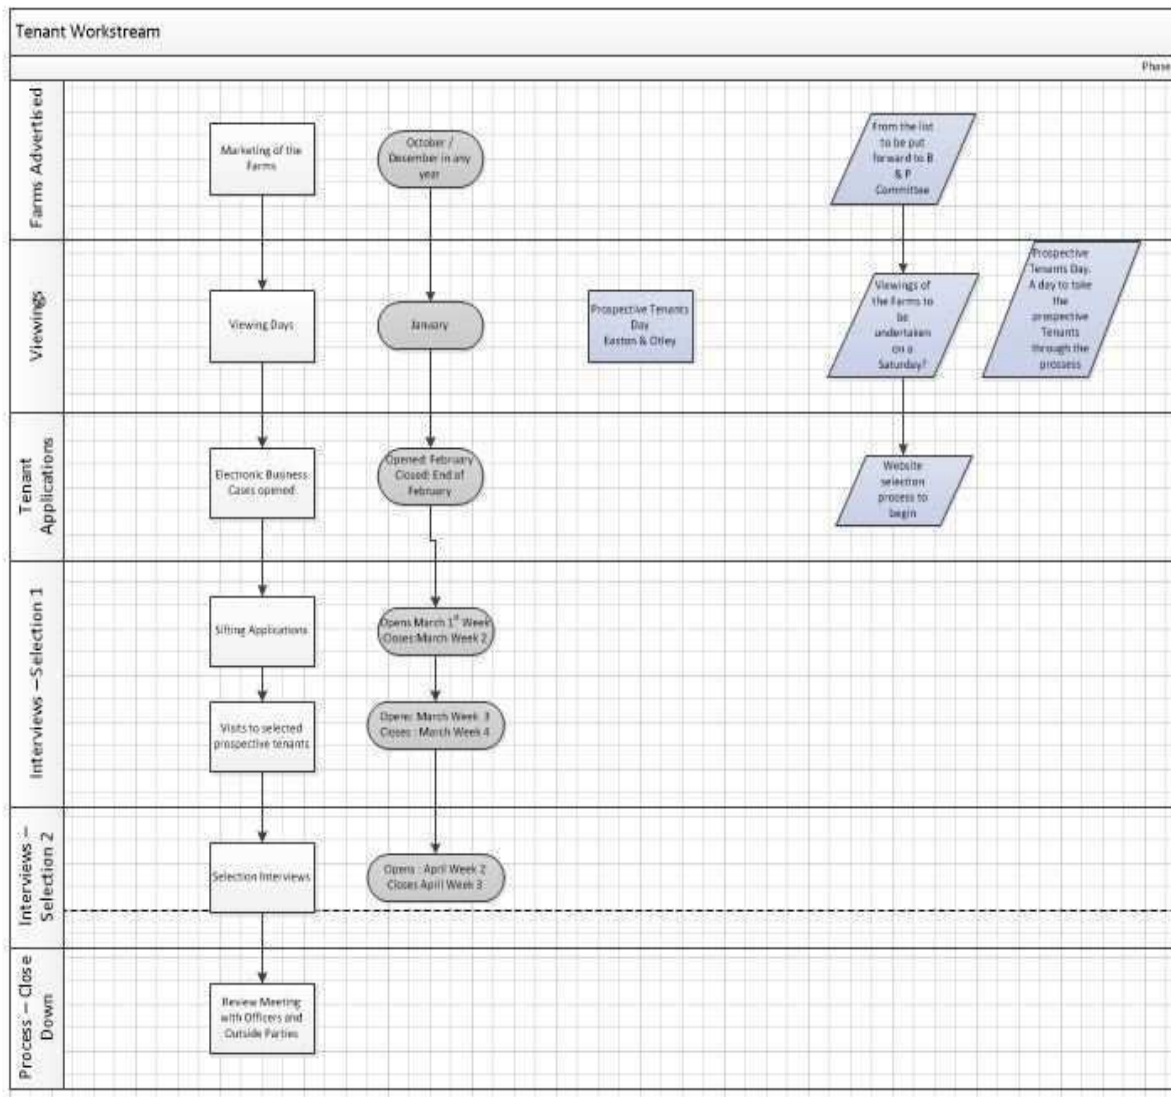 Tenant Workstream
Phase
Farms Advertised
Marketing of the
Farms
October /
December in any
year
From the list
to be put
forward to B
& P
Committee
Viewings
Viewing Days
January
Prospective Tenants
Day
Easton & Otley
Viewings of
the Farms to
be
undertaken
on a
Saturday?
Prospective
Tenants Day.
A day to take
the
prospective
Tenants
through the
prossess
Tenant
Applications
Electronic Business
Cases opened
Opened: February
Closed: End of
February
Website
selection
process to
begin
Interviews – Selection 1
Sifting Applications
Opens March 1st Week
Closes:March Week 2
Visits to selected
prospective tenants
Opens: March Week 3
Closes : March Week 4
Interviews –
Selection 2
Selection Interviews
Opens : April Week 2
Closes April Week 3
Process – Close
Down
Review Meeting
with Officers and
Outside Parties